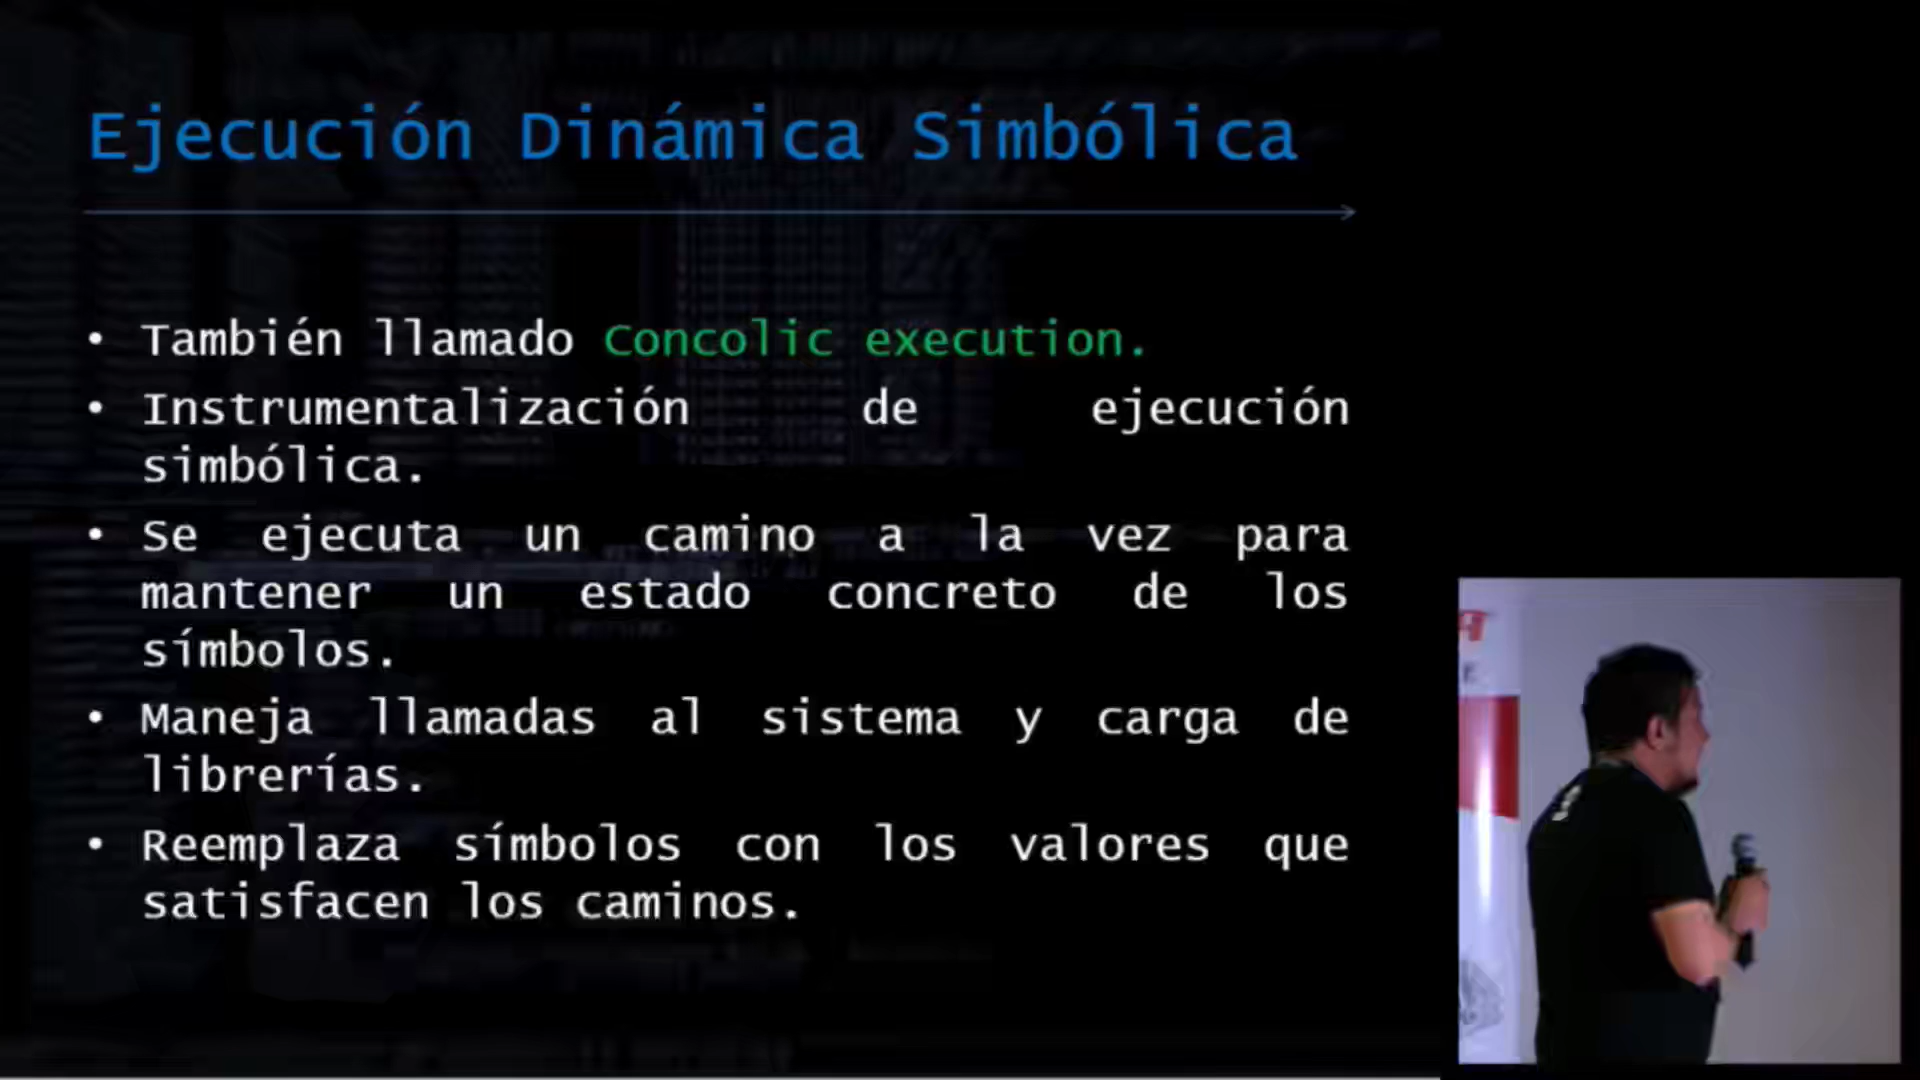 Ejecución Dinámica Simbólica
• También llamado Concolic execution.
• Instrumentalización de ejecución
simbólica.
• Se ejecuta un camino a la vez para
mantener un estado concreto de los
símbolos.
• Maneja llamadas al sistema y carga de
librerías.
• Reemplaza símbolos con los valores que
satisfacen los caminos.